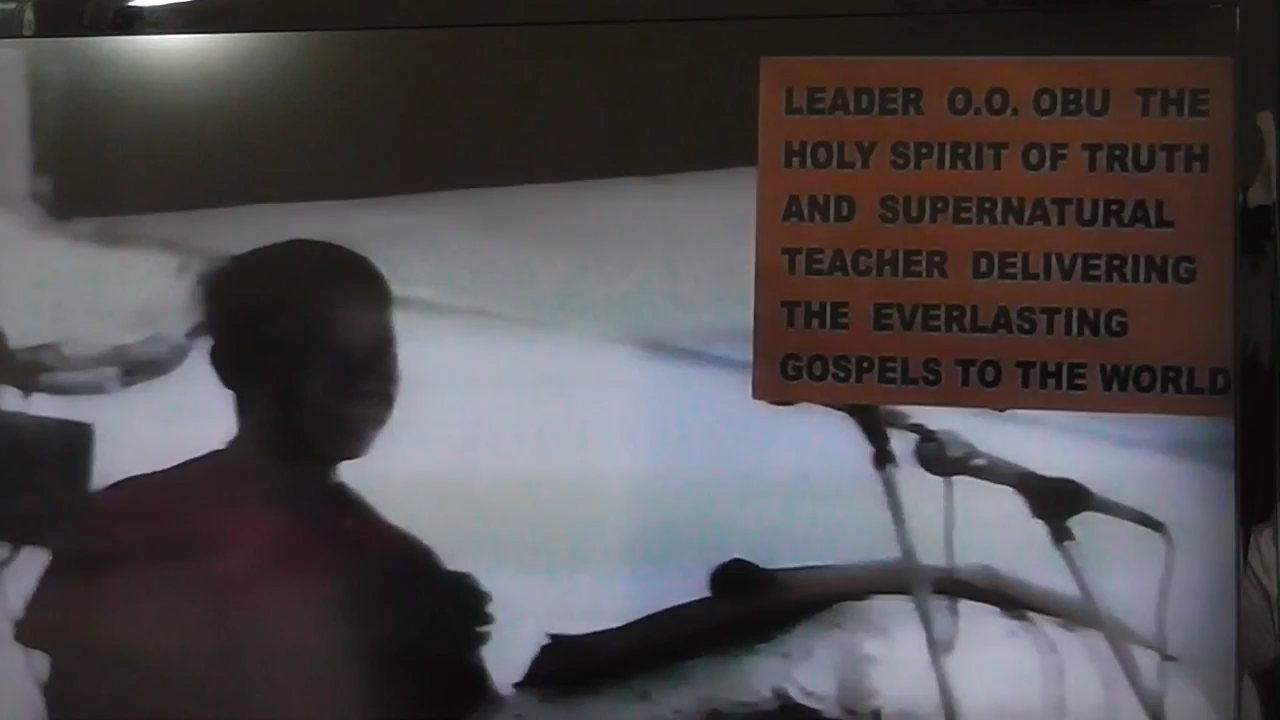 LEADER O.O. OBU THE
HOLY SPIRIT OF TRUTH
AND SUPERNATURAL
TEACHER DELIVERING
THE EVERLASTING
GOSPELS TO THE WORLD